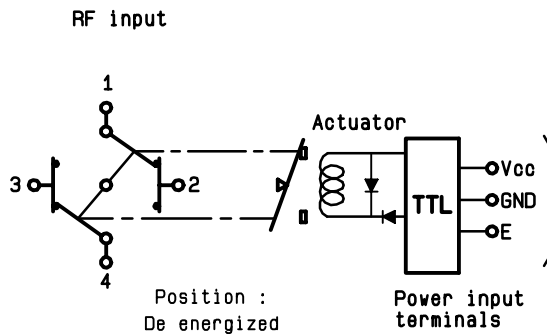 RF input
1
Actuator
3
2
TTL
Vcc
GND
E
4
Position :
De energized
Power input
terminals